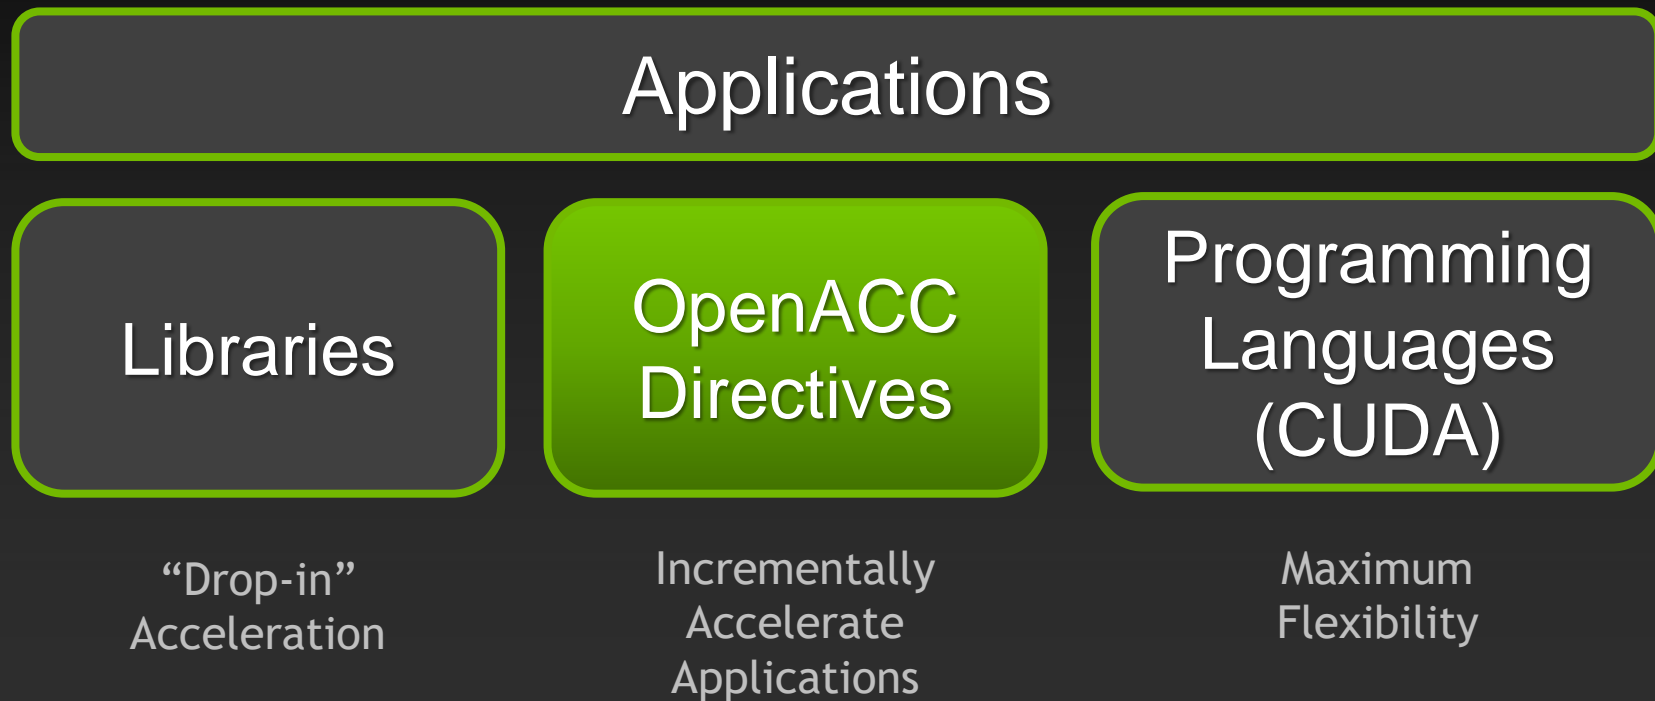 Applications
Libraries
OpenACC
Directives
Programming
Languages
(CUDA)
“Drop-in”
Acceleration
Incrementally
Accelerate
Applications
Maximum
Flexibility